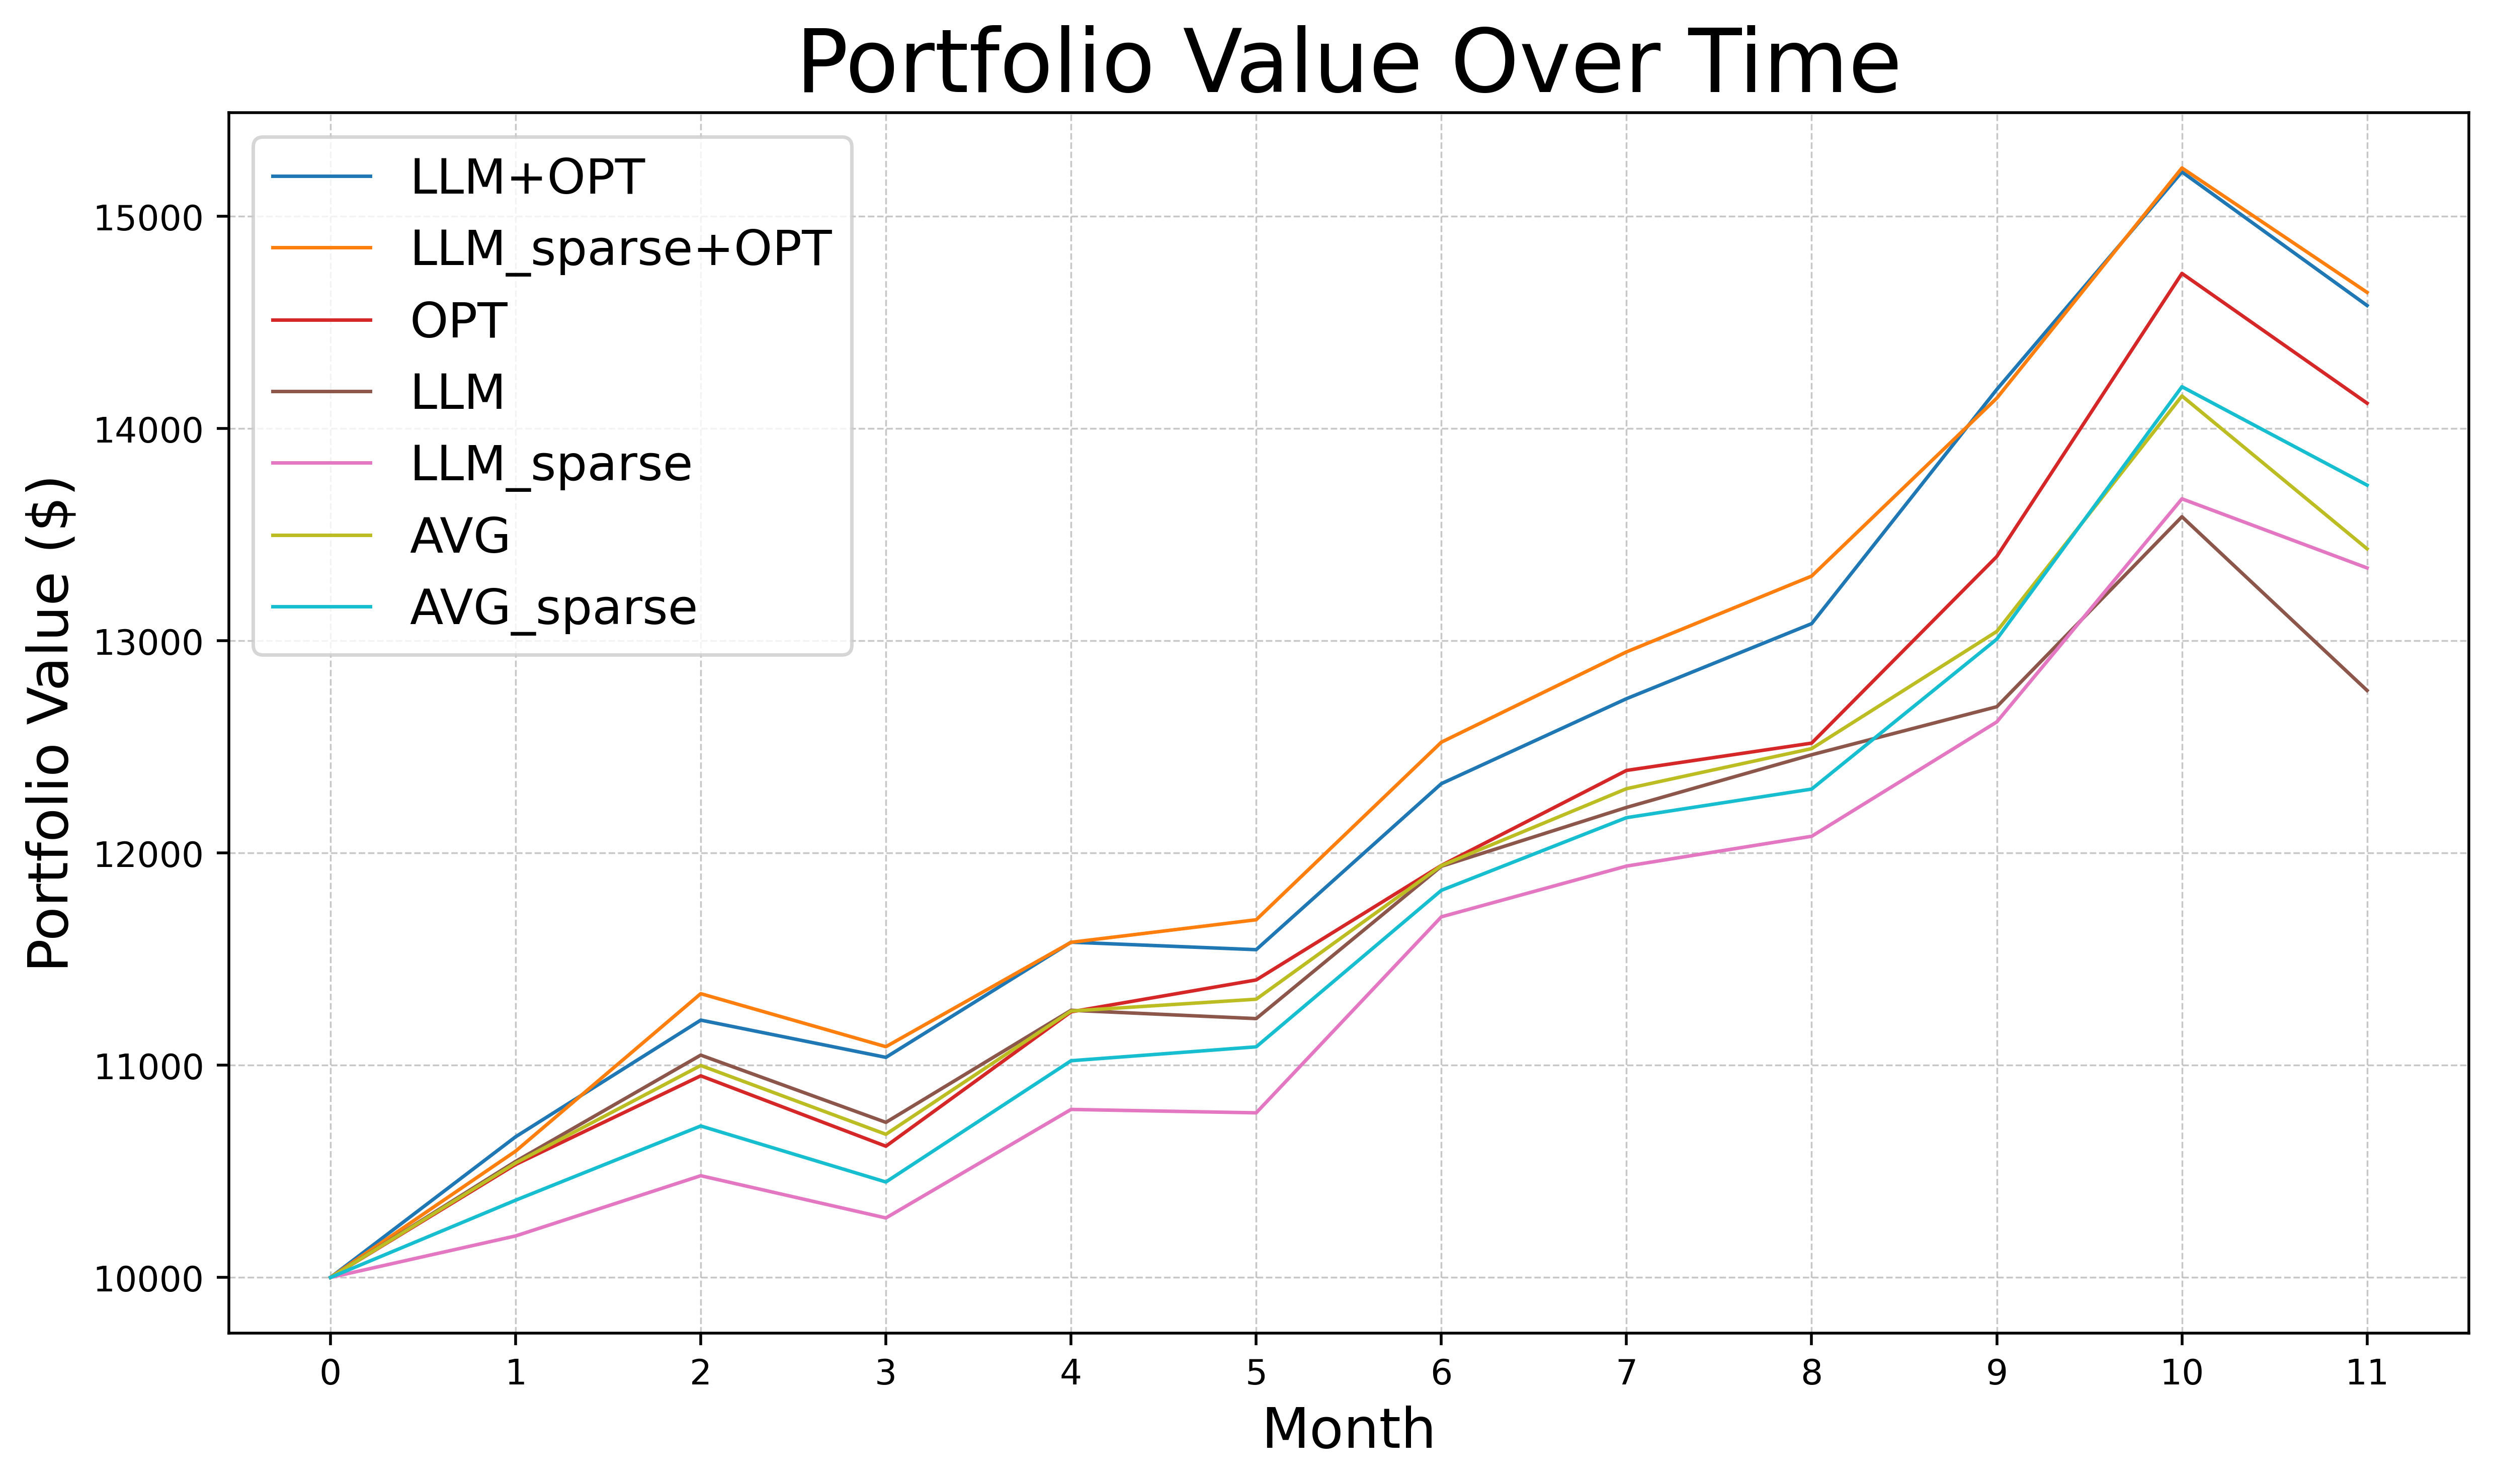 Portfolio Value Over Time
LLM+OPT
LLM_sparse+OPT
OPT
LLM
LLM_sparse
AVG
AVG_sparse
Portfolio Value ($)
15000
14000
13000
12000
11000
10000
0 1 2 3 4 5 6 7 8 9 10 11
Month